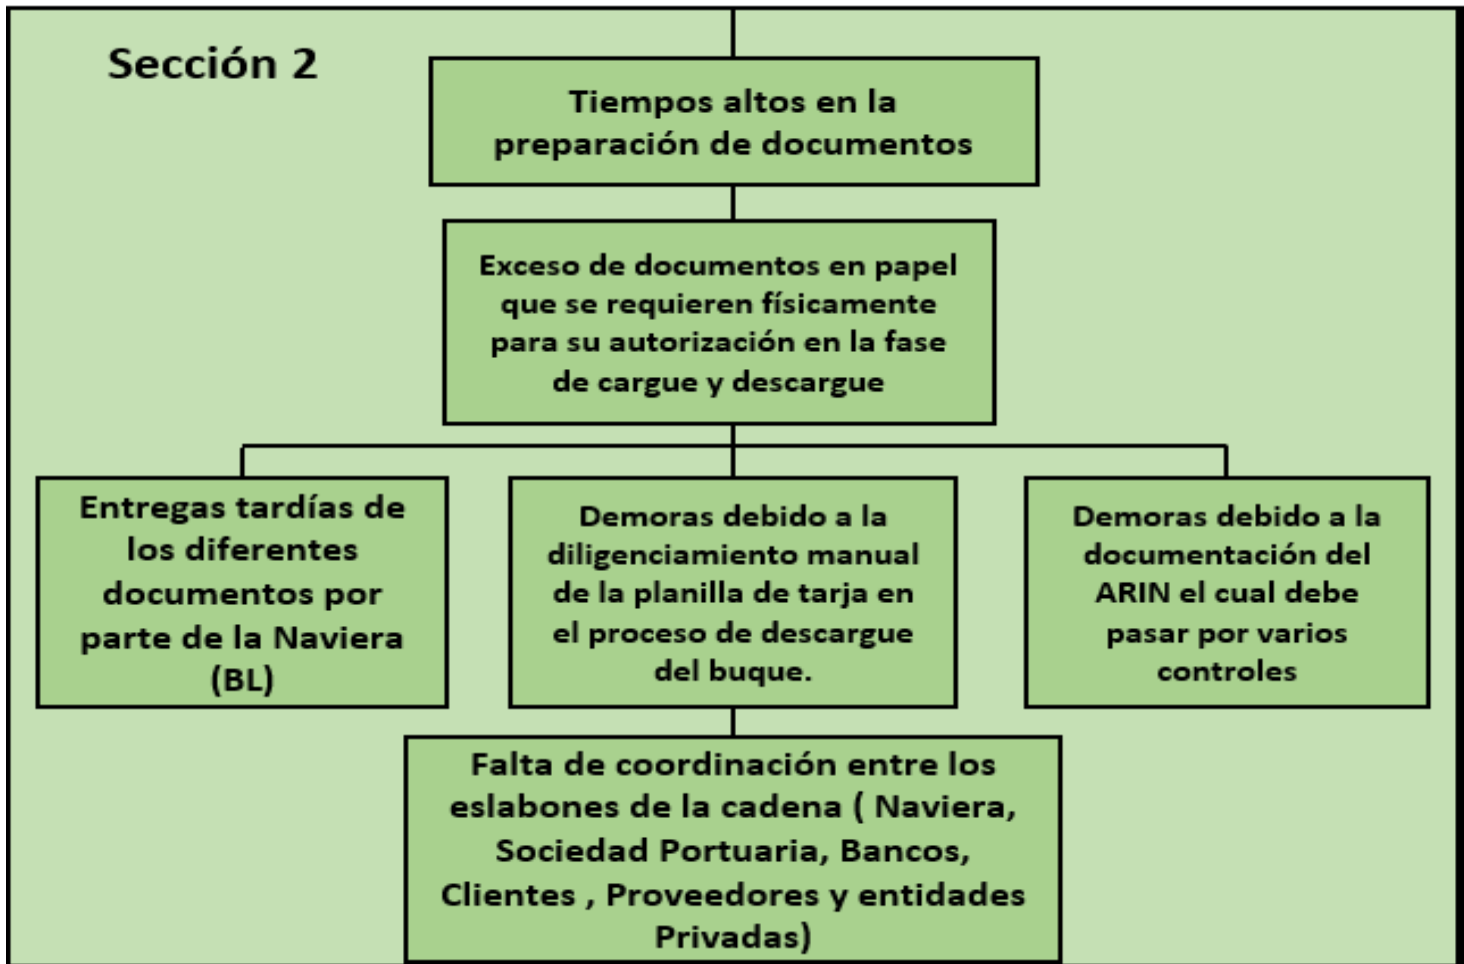 Sección 2
Tiempos altos en la
preparación de documentos
Exceso de documentos en papel
que se requieren físicamente
para su autorización en la fase
de cargue y descargue
Entregas tardías de
los diferentes
documentos por
parte de la Naviera
(BL)
Demoras debido a la
diligenciamiento manual
de la planilla de tarja en
el proceso de descargue
del buque.
Demoras debido a la
documentación del
ARIN el cual debe
pasar por varios
controles
Falta de coordinación entre los
eslabones de la cadena ( Naviera,
Sociedad Portuaria, Bancos,
Clientes , Proveedores y entidades
Privadas)